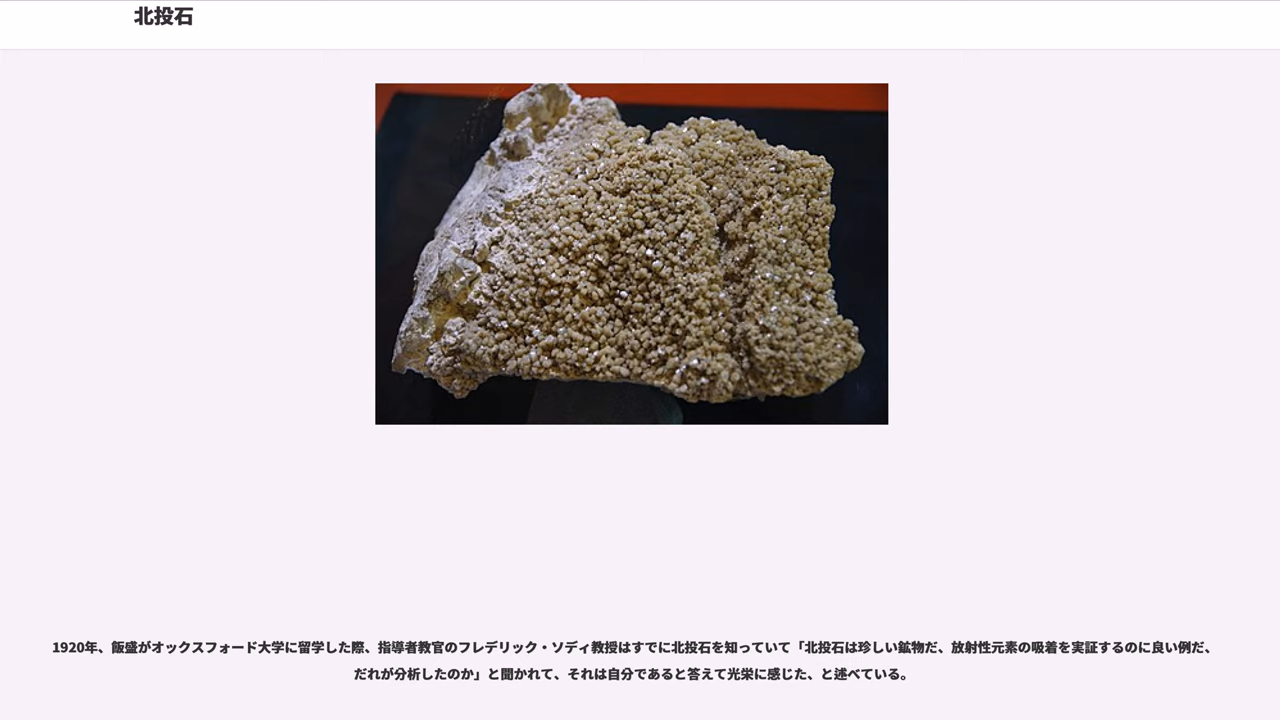 北投石
1920年、飯盛がオックスフォード大学に留学した際、指導者教官のフレデリック・ソディ教授はすでに北投石を知っていて「北投石は珍しい鉱物だ、放射性元素の吸着を実証するのに良い例だ、
だれが分析したのか」と聞かれて、それは自分であると答えて光栄に感じた、と述べている。